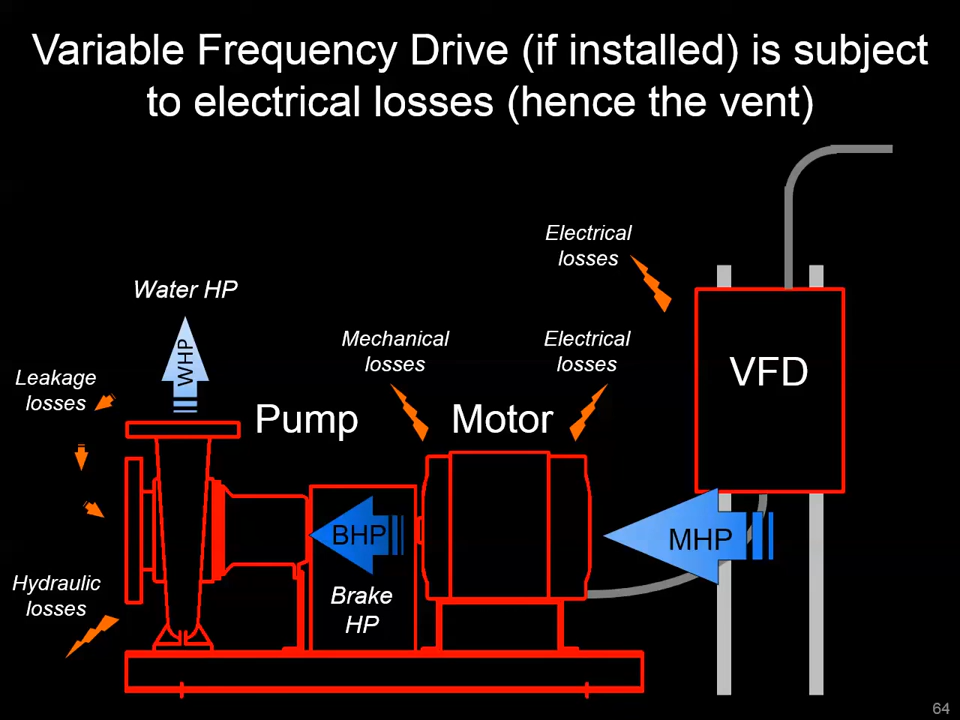 Variable Frequency Drive (if installed) is subject
to electrical losses (hence the vent)
Electrical
losses
Water HP
WHP
Mechanical
losses
Electrical
losses
Leakage
losses
VFD
Pump
Motor
BHP
MHP
Hydraulic
losses
Brake
HP
64